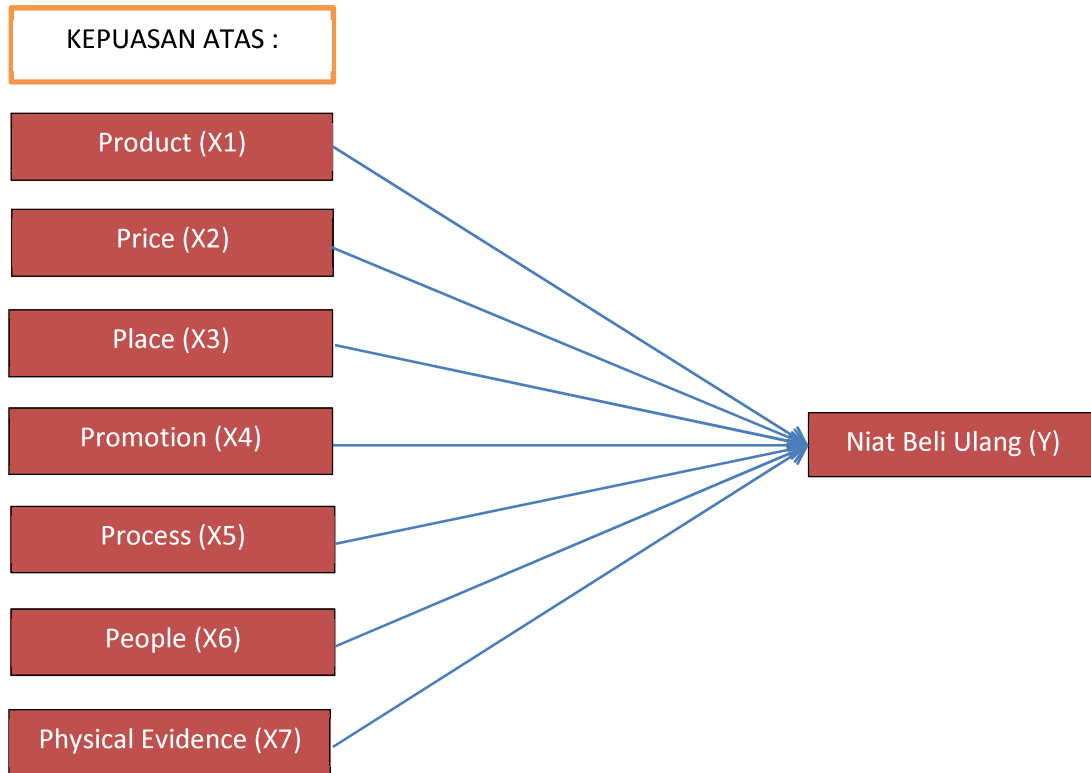 KEPUASAN ATAS :
Product (X1)
Price (X2)
Place (X3)
Promotion (X4)
Niat Beli Ulang (Y)
Process (X5)
People (X6)
Physical Evidence (X7)